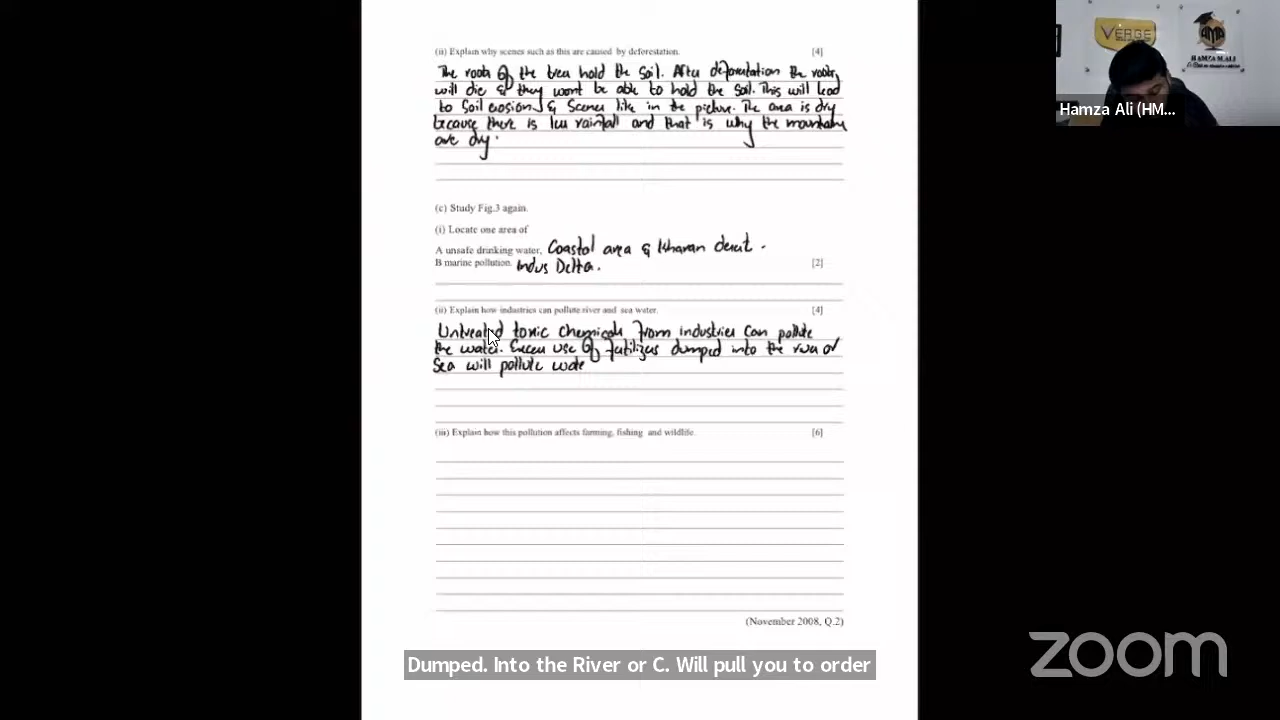 (ii) Explain why scenes such as this are caused by deforestation. [4]
The roots of the trees hold the soil. After deforestation the roots
will die & they wont be able to hold the soil. This will lead
to soil erosion & scenes like in the picture. The area is dry
because there is less rainfall and that is why the mountains
are dry.
(c) Study Fig.3 again.
(i) Locate one area of
A unsafe drinking water, Coastal area & Kharan desert.
B marine pollution. Indus Delta. [2]
(ii) Explain how industries can pollute river and sea water. [4]
Untreated toxic chemicals from industries can pollute
the water. Excess use of fertilizers dumped into the river or
Sea will pollute wate
(iii) Explain how this pollution affects farming, fishing and wildlife. [6]
(November 2008, Q.2)
Dumped. Into the River or C. Will pull you to order
zoom
VERGE
AMA
HAMZA M.ALI
Hamza Ali (HM...